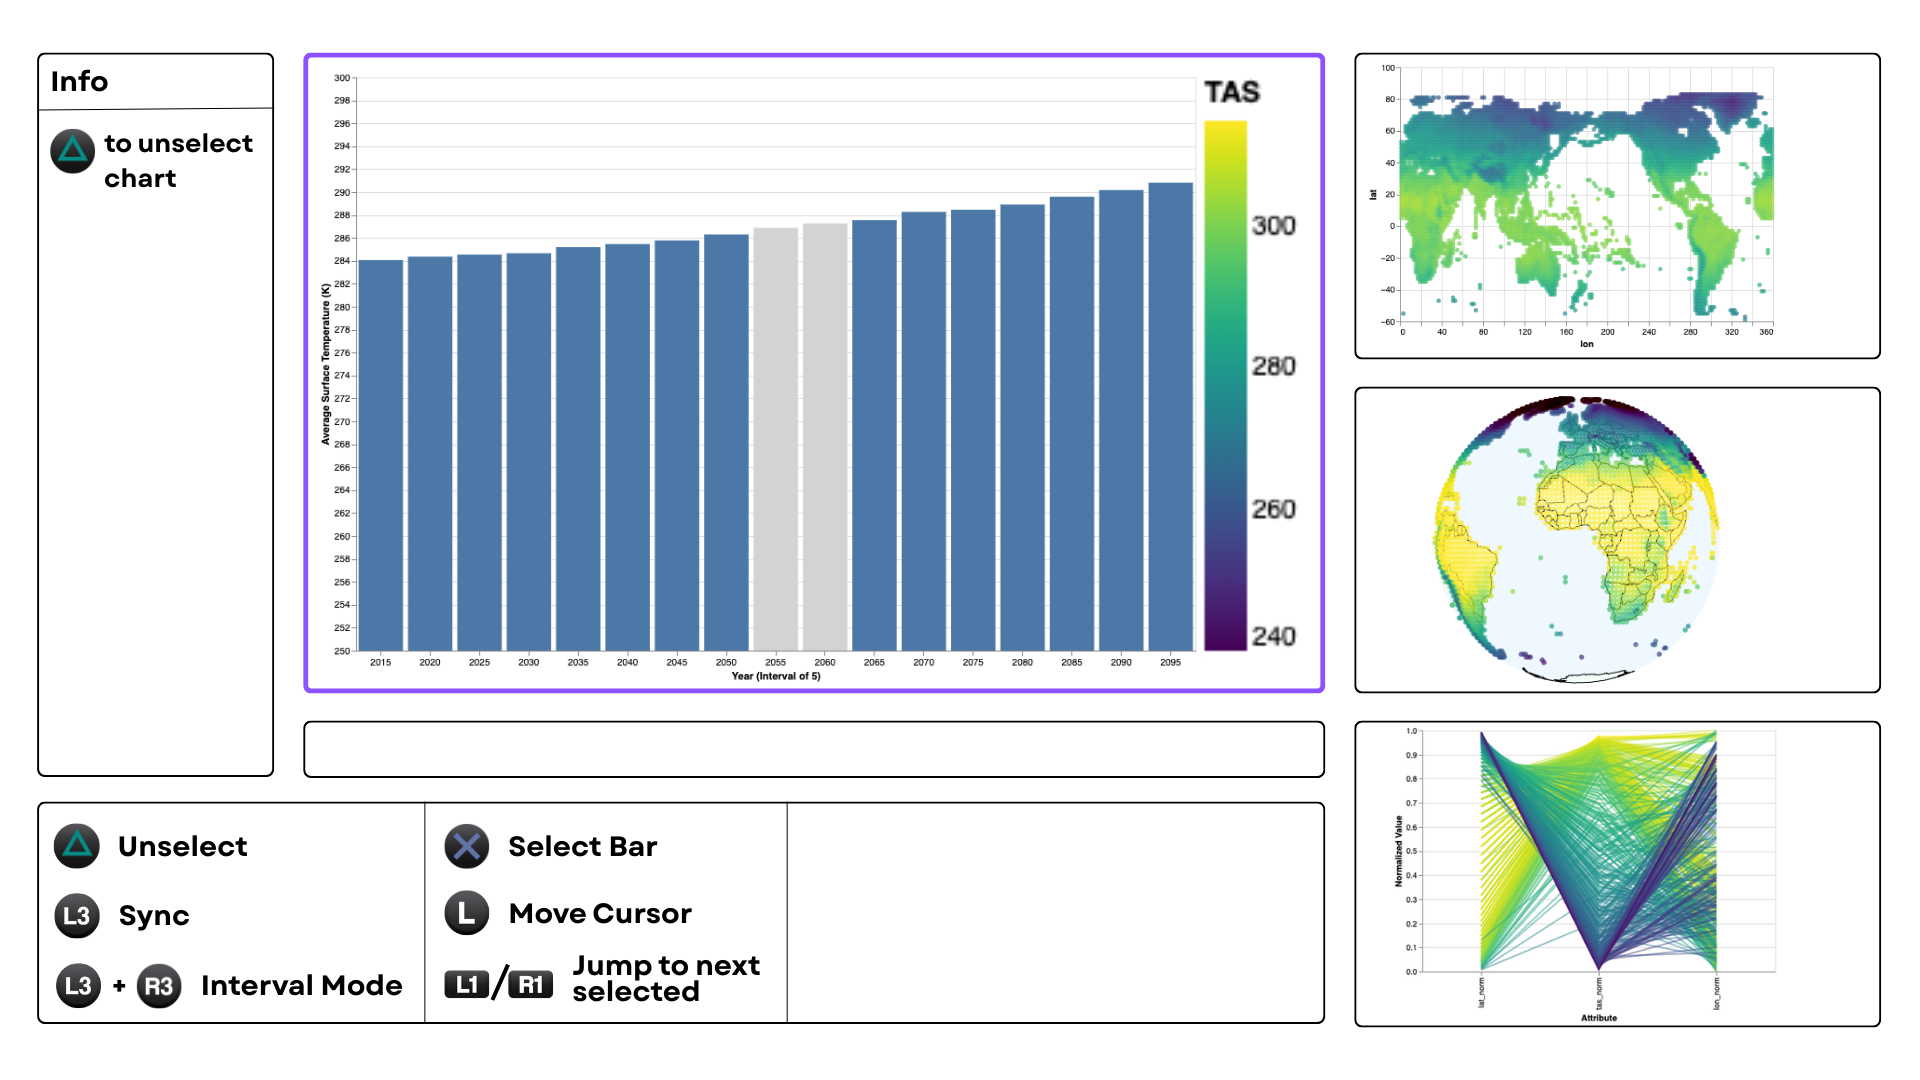 Info
to unselect
chart
300
298
296
294
292
290
288
286
284
282
280
278
276
274
272
270
268
266
264
262
260
258
256
254
252
250
Average Surface Temperature (K)
2015 2020 2025 2030 2035 2040 2045 2050 2055 2060 2065 2070 2075 2080 2085 2090 2095
Year (Interval of 5)
TAS
300
280
260
240
100
80
60
40
20
0
−20
−40
−60
lat
0 40 80 120 160 200 240 280 320 360
lon
1.0
0.9
0.8
0.7
0.6
0.5
0.4
0.3
0.2
0.1
0.0
Normalized Value
lat_norm
tas_norm
lon_norm
Attribute
Unselect
L3 Sync
L3 + R3 Interval Mode
Select Bar
L Move Cursor
L1/R1 Jump to next
selected